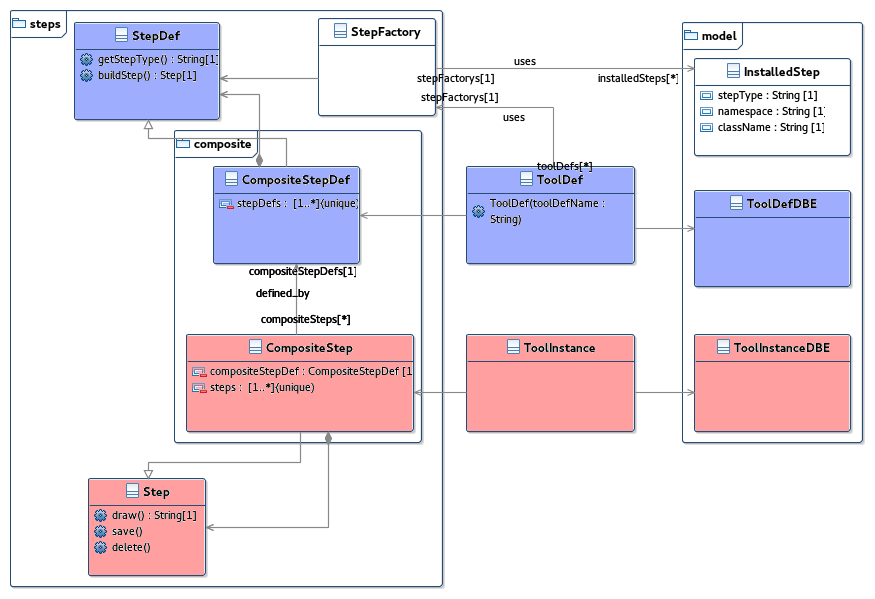 steps
StepDef
getStepType() : String[1]
buildStep() : Step[1]
StepFactory
uses
stepFactorys[1]
installedSteps[*]
stepFactorys[1]
uses
model
InstalledStep
stepType : String [1]
namespace : String [1]
className : String [1]
composite
CompositeStepDef
stepDefs : [1..*]{unique}
toolDefs[*]
ToolDef
ToolDef(toolDefName :
String)
ToolDefDBE
compositeStepDefs[1]
defined_by
compositeSteps[*]
CompositeStep
compositeStepDef : CompositeStepDef [1
steps : [1..*]{unique}
ToolInstance
ToolInstanceDBE
Step
draw() : String[1]
save()
delete()